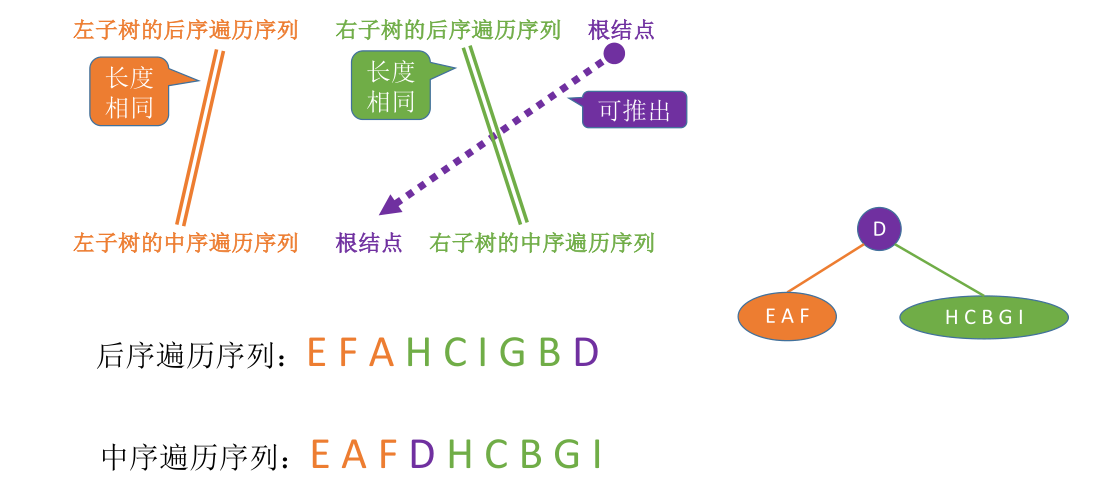 左子树的后序遍历序列 右子树的后序遍历序列 根结点
长度
相同
长度
相同
可推出
左子树的中序遍历序列 根结点 右子树的中序遍历序列
D
E A F
H C B G I
后序遍历序列：E F A H C I G B D
中序遍历序列：E A F D H C B G I